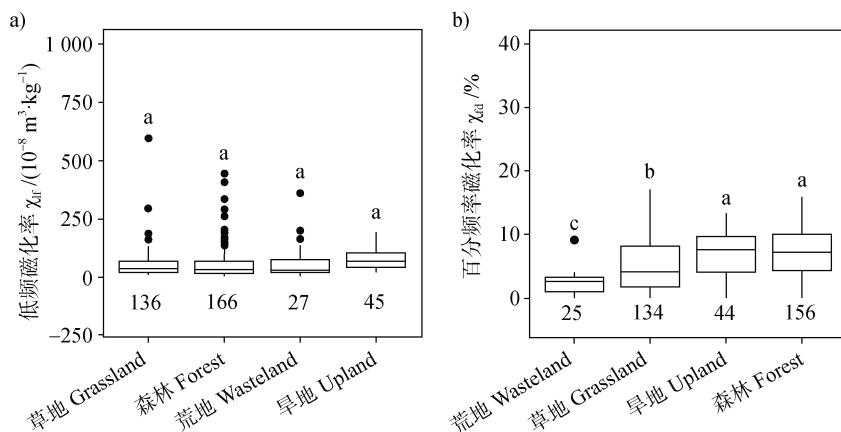 a)
低频磁化率 χlf /(10⁻⁸ m³·kg⁻¹)
1 000
750
500
250
0
−250
a
a
a
a
136
166
27
45
草地 Grassland
森林 Forest
荒地 Wasteland
旱地 Upland
b)
百分频率磁化率 χfd /%
40
30
20
10
0
c
b
a
a
25
134
44
156
荒地 Wasteland
草地 Grassland
旱地 Upland
森林 Forest